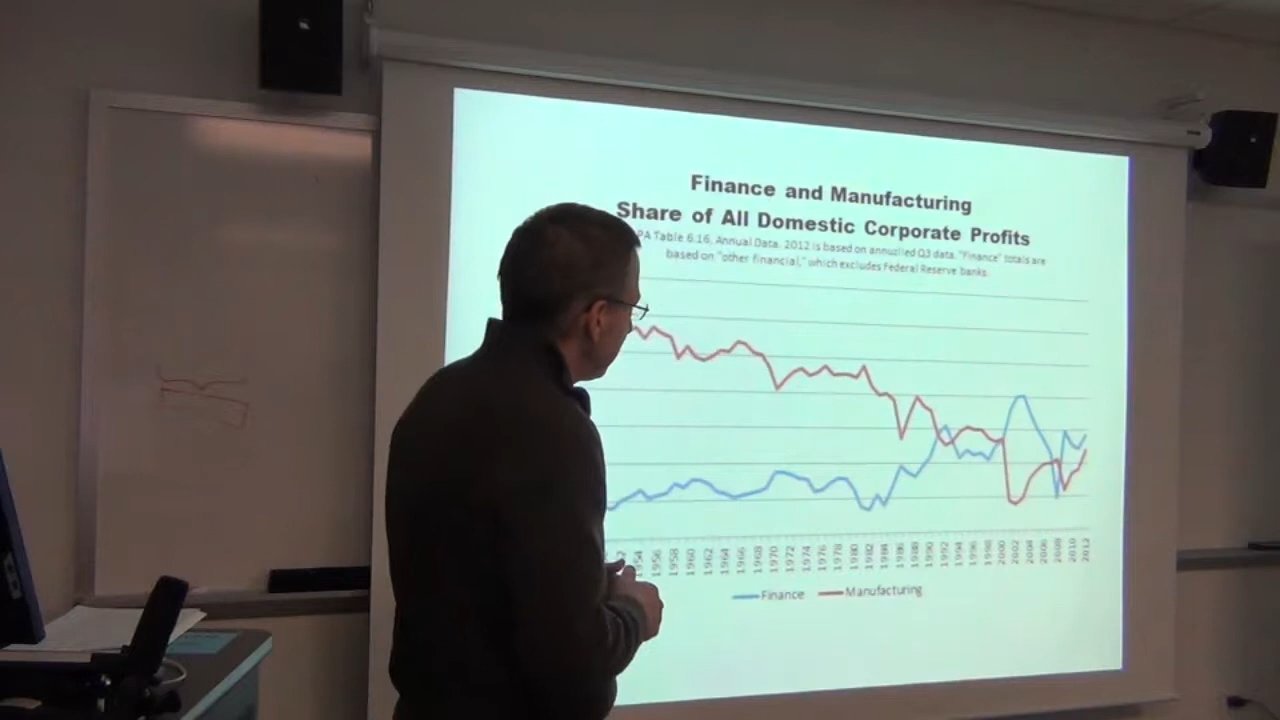 Finance and Manufacturing
Share of All Domestic Corporate Profits
PA Table 6.16, Annual Data. 2012 is based on annuzlied Q3 data. "Finance" totals are
based on "other financial," which excludes Federal Reserve banks.
1956 1958 1960 1962 1964 1966 1968 1970 1972 1974 1976 1978 1980 1982 1984 1986 1988 1990 1992 1994 1996 1998 2000 2002 2004 2006 2008 2010 2012
Finance Manufacturing